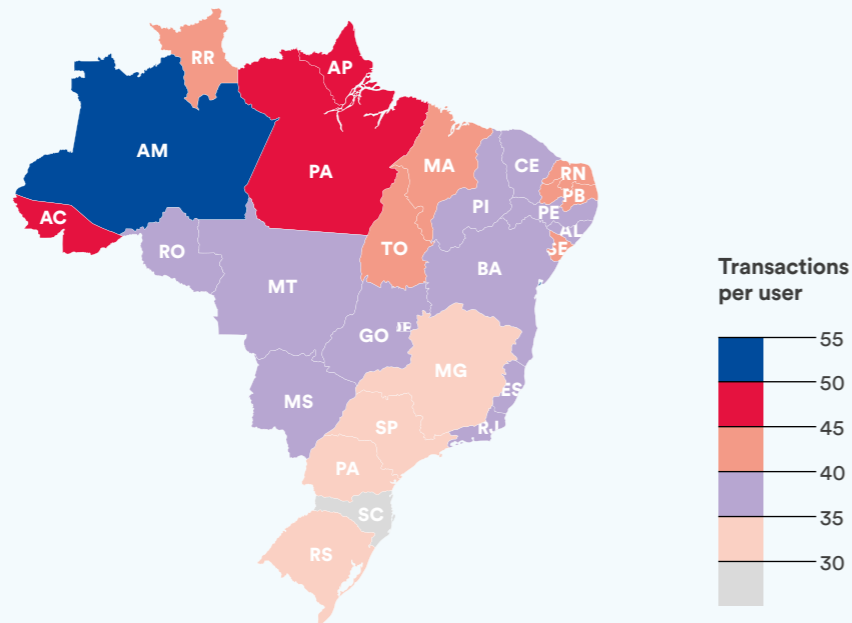 RR
AP
AM
PA
MA
CE
RN
PB
PI
PE
AL
SE
AC
RO
TO
BA
MT
GO
MG
ES
MS
SP
RJ
PA
SC
RS
Transactions
per user
55
50
45
40
35
30